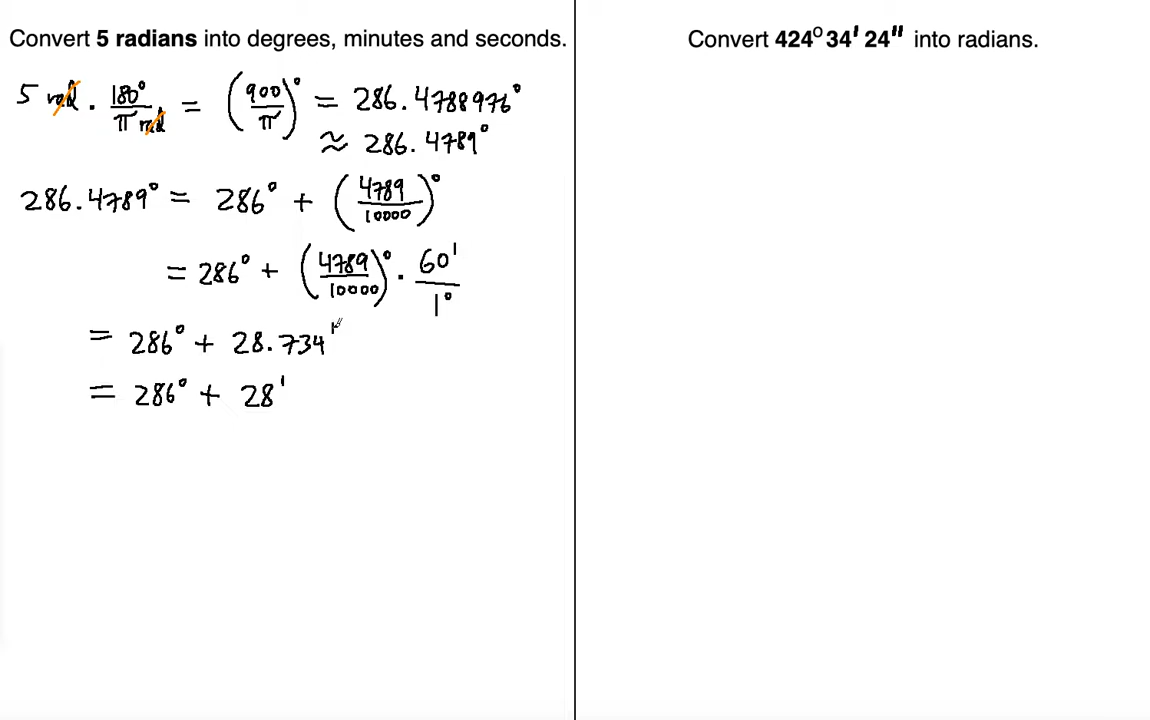 Convert 5 radians into degrees, minutes and seconds.
5 rad · 180° / π rad = (900/π)° = 286.4788976°
≈ 286.4789°
286.4789° = 286° + (4789/10000)°
= 286° + (4789/10000)° · 60'/1°
= 286° + 28.734'
= 286° + 28'
Convert 424° 34' 24" into radians.